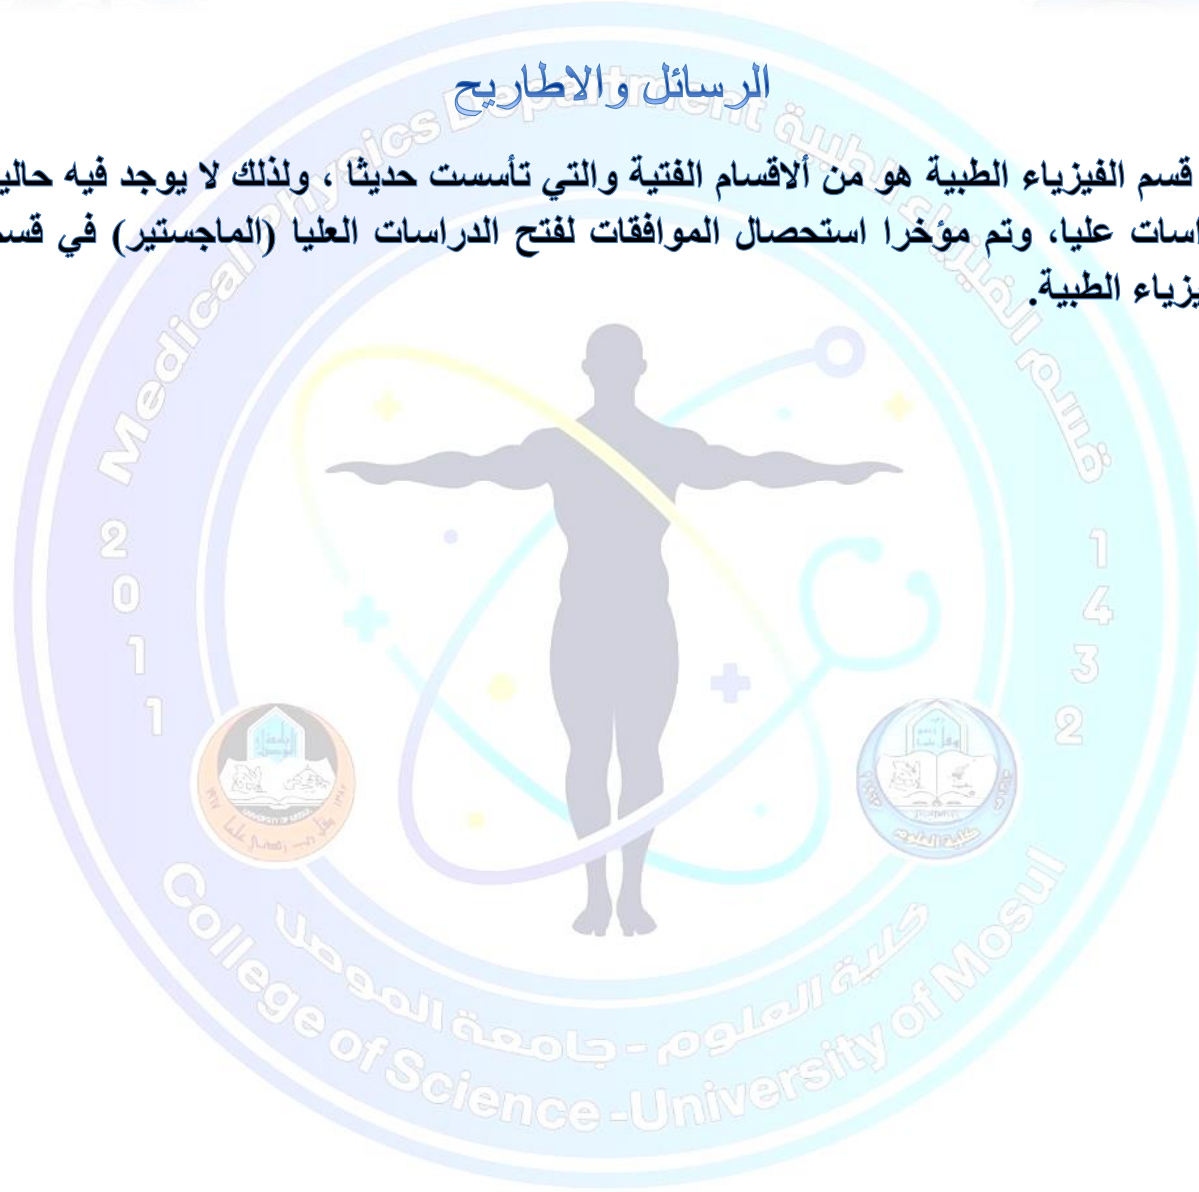 الرسائل والاطاريح
قسم الفيزياء الطبية هو من ألاقسام الفتية والتي تأسست حديثا ، ولذلك لا يوجد فيه حالي
اسات عليا، وتم مؤخرا استحصال الموافقات لفتح الدراسات العليا (الماجستير) في قسم
يزياء الطبية.
Medical Physics Department
قسم الفيزياء الطبية
2011
1432
كلية العلوم - جامعة الموصل
College of Science -University of Mosul